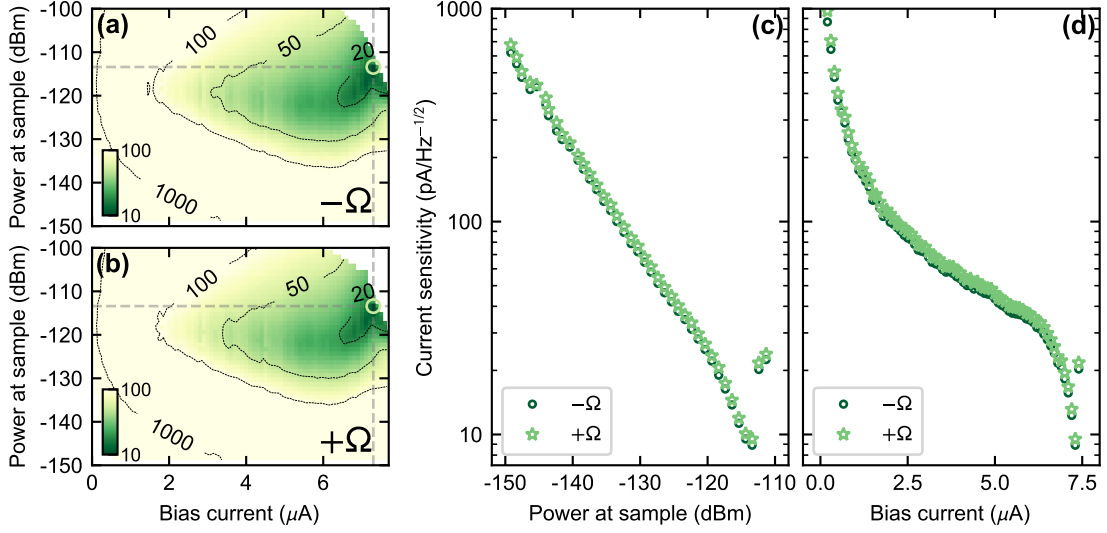 (a)
-100
-110
-120
-130
-140
-150
Power at sample (dBm)
100
50
20
1000
100
10
−Ω
(b)
-100
-110
-120
-130
-140
-150
Power at sample (dBm)
100
50
20
1000
100
10
+Ω
0 2 4 6
Bias current (μA)
(c)
1000
100
10
Current sensitivity (pA/Hz⁻¹/²)
−Ω
+Ω
-150 -140 -130 -120 -110
Power at sample (dBm)
(d)
−Ω
+Ω
0.0 2.5 5.0 7.5
Bias current (μA)